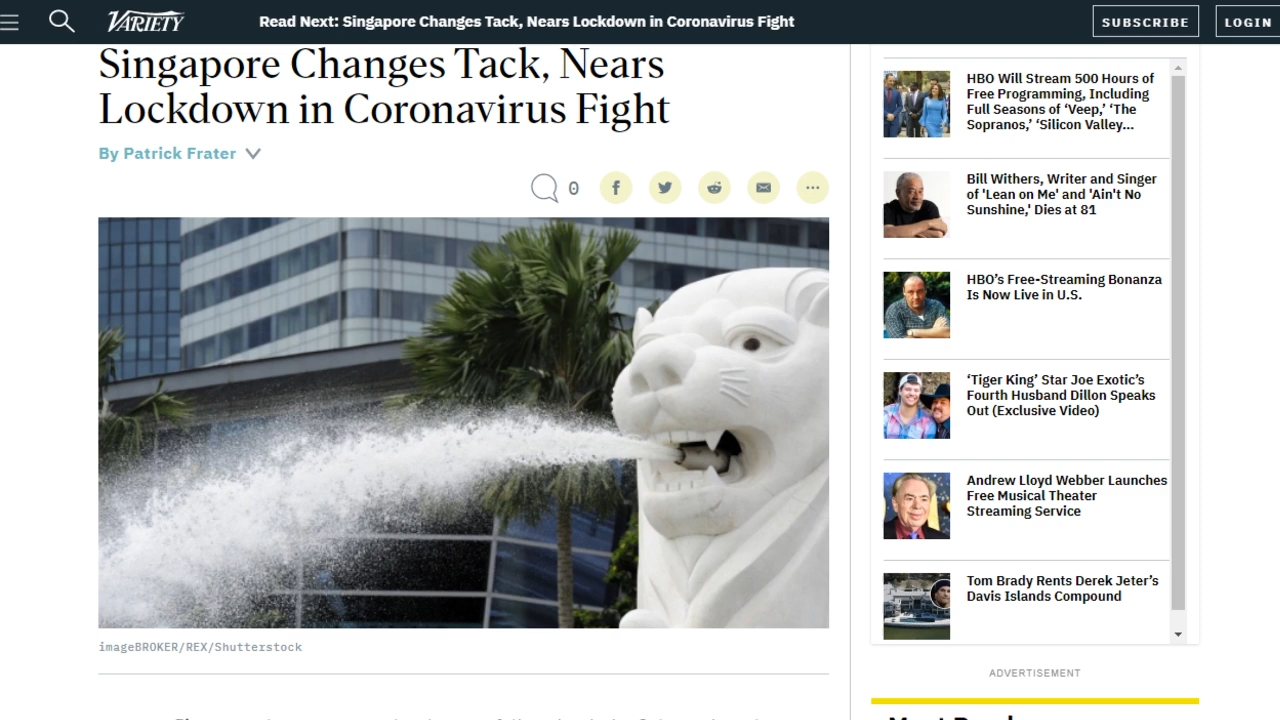 VARIETY
Read Next: Singapore Changes Tack, Nears Lockdown in Coronavirus Fight
SUBSCRIBE
LOGIN
Singapore Changes Tack, Nears
Lockdown in Coronavirus Fight
By Patrick Frater
0
imageBROKER/REX/Shutterstock
HBO Will Stream 500 Hours of
Free Programming, Including
Full Seasons of ‘Veep,’ ‘The
Sopranos,’ ‘Silicon Valley...
Bill Withers, Writer and Singer
of 'Lean on Me' and 'Ain't No
Sunshine,' Dies at 81
HBO’s Free-Streaming Bonanza
Is Now Live in U.S.
‘Tiger King’ Star Joe Exotic’s
Fourth Husband Dillon Speaks
Out (Exclusive Video)
Andrew Lloyd Webber Launches
Free Musical Theater
Streaming Service
Tom Brady Rents Derek Jeter’s
Davis Islands Compound
ADVERTISEMENT